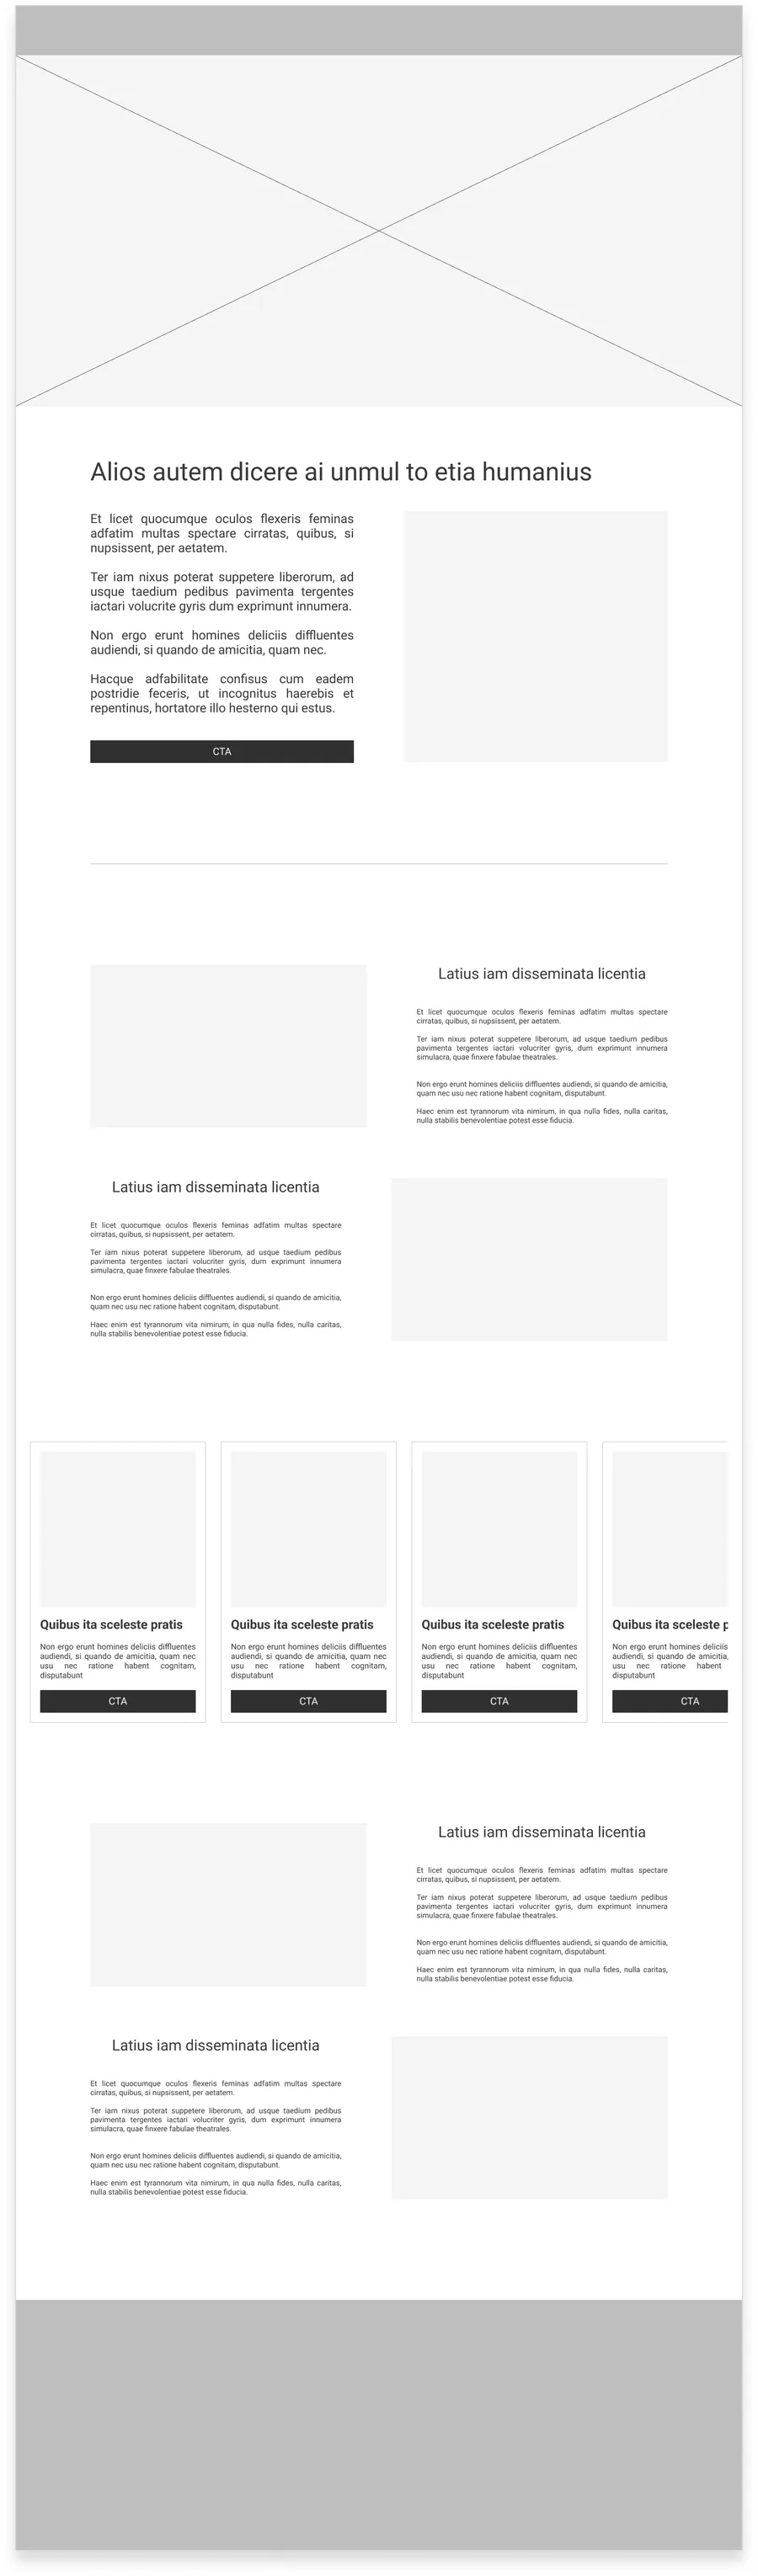 Alios autem dicere ai unmul to etia humanius
Et licet quocumque oculos flexeris feminas
adfatim multas spectare cirratas, quibus, si
nupsissent, per aetatem.
Ter iam nixus poterat suppetere liberorum, ad
usque taedium pedibus pavimenta tergentes
iactari volucrite gyris dum exprimunt innumera.
Non ergo erunt homines deliciis diffluentes
audiendi, si quando de amicitia, quam nec.
Hacque adfabilitate confisus cum eadem
postridie feceris, ut incognitus haerebis et
repentinus, hortatore illo hesterno qui estus.
CTA
Latius iam disseminata licentia
Et licet quocumque oculos flexeris feminas adfatim multas spectare
cirratas, quibus, si nupsissent, per aetatem.
Ter iam nixus poterat suppetere liberorum, ad usque taedium pedibus
pavimenta tergentes iactari volucriter gyris, dum exprimunt innumera
simulacra, quae finxere fabulae theatrales.
Non ergo erunt homines deliciis diffluentes audiendi, si quando de amicitia,
quam nec usu nec ratione habent cognitam, disputabunt.
Haec enim est tyrannorum vita nimirum, in qua nulla fides, nulla caritas,
nulla stabilis benevolentiae potest esse fiducia.
Latius iam disseminata licentia
Et licet quocumque oculos flexeris feminas adfatim multas spectare
cirratas, quibus, si nupsissent, per aetatem.
Ter iam nixus poterat suppetere liberorum, ad usque taedium pedibus
pavimenta tergentes iactari volucriter gyris, dum exprimunt innumera
simulacra, quae finxere fabulae theatrales.
Non ergo erunt homines deliciis diffluentes audiendi, si quando de amicitia,
quam nec usu nec ratione habent cognitam, disputabunt.
Haec enim est tyrannorum vita nimirum, in qua nulla fides, nulla caritas,
nulla stabilis benevolentiae potest esse fiducia.
Quibus ita sceleste pratis
Non ergo erunt homines deliciis diffluentes
audiendi, si quando de amicitia, quam nec
usu nec ratione habent cognitam,
disputabunt
CTA
Quibus ita sceleste pratis
Non ergo erunt homines deliciis diffluentes
audiendi, si quando de amicitia, quam nec
usu nec ratione habent cognitam,
disputabunt
CTA
Quibus ita sceleste pratis
Non ergo erunt homines deliciis diffluentes
audiendi, si quando de amicitia, quam nec
usu nec ratione habent cognitam,
disputabunt
CTA
Quibus ita sceleste p
Non ergo erunt homines deliciis
audiendi, si quando de amicitia,
usu nec ratione habent
disputabunt
CTA
Latius iam disseminata licentia
Et licet quocumque oculos flexeris feminas adfatim multas spectare
cirratas, quibus, si nupsissent, per aetatem.
Ter iam nixus poterat suppetere liberorum, ad usque taedium pedibus
pavimenta tergentes iactari volucriter gyris, dum exprimunt innumera
simulacra, quae finxere fabulae theatrales.
Non ergo erunt homines deliciis diffluentes audiendi, si quando de amicitia,
quam nec usu nec ratione habent cognitam, disputabunt.
Haec enim est tyrannorum vita nimirum, in qua nulla fides, nulla caritas,
nulla stabilis benevolentiae potest esse fiducia.
Latius iam disseminata licentia
Et licet quocumque oculos flexeris feminas adfatim multas spectare
cirratas, quibus, si nupsissent, per aetatem.
Ter iam nixus poterat suppetere liberorum, ad usque taedium pedibus
pavimenta tergentes iactari volucriter gyris, dum exprimunt innumera
simulacra, quae finxere fabulae theatrales.
Non ergo erunt homines deliciis diffluentes audiendi, si quando de amicitia,
quam nec usu nec ratione habent cognitam, disputabunt.
Haec enim est tyrannorum vita nimirum, in qua nulla fides, nulla caritas,
nulla stabilis benevolentiae potest esse fiducia.